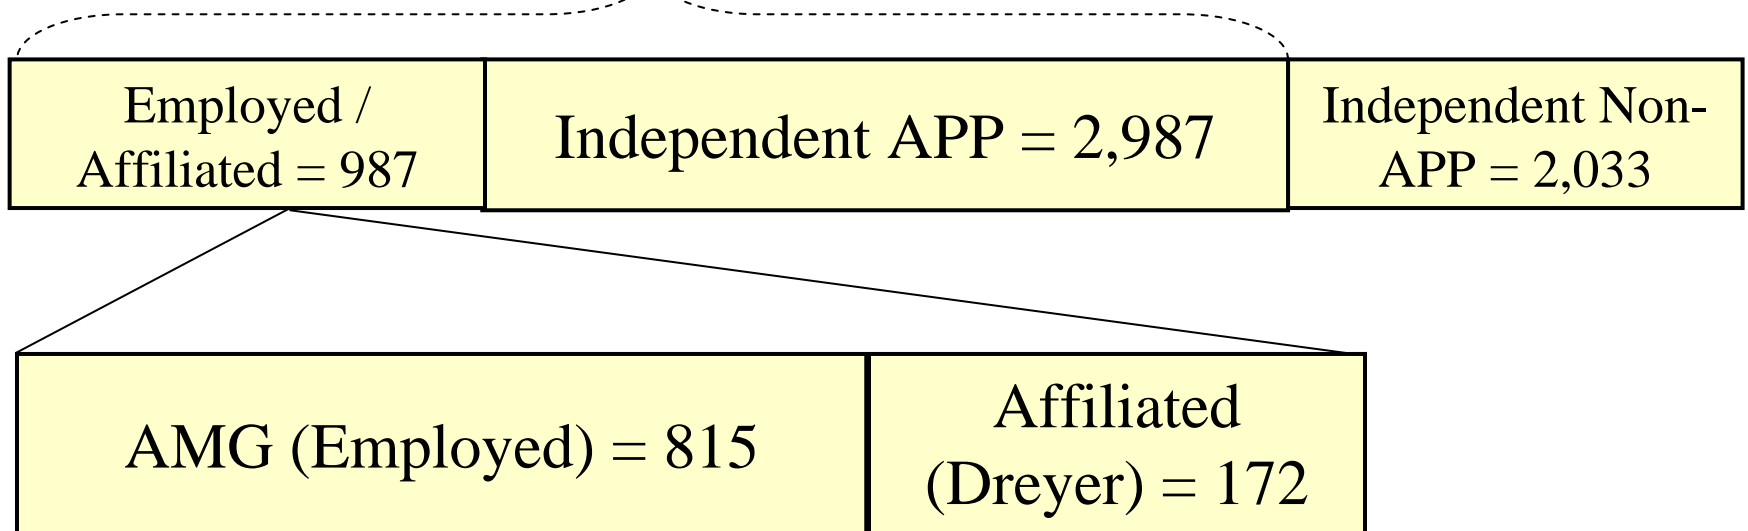 Employed /
Affiliated = 987
Independent APP = 2,987
Independent Non-
APP = 2,033
AMG (Employed) = 815
Affiliated
(Dreyer) = 172